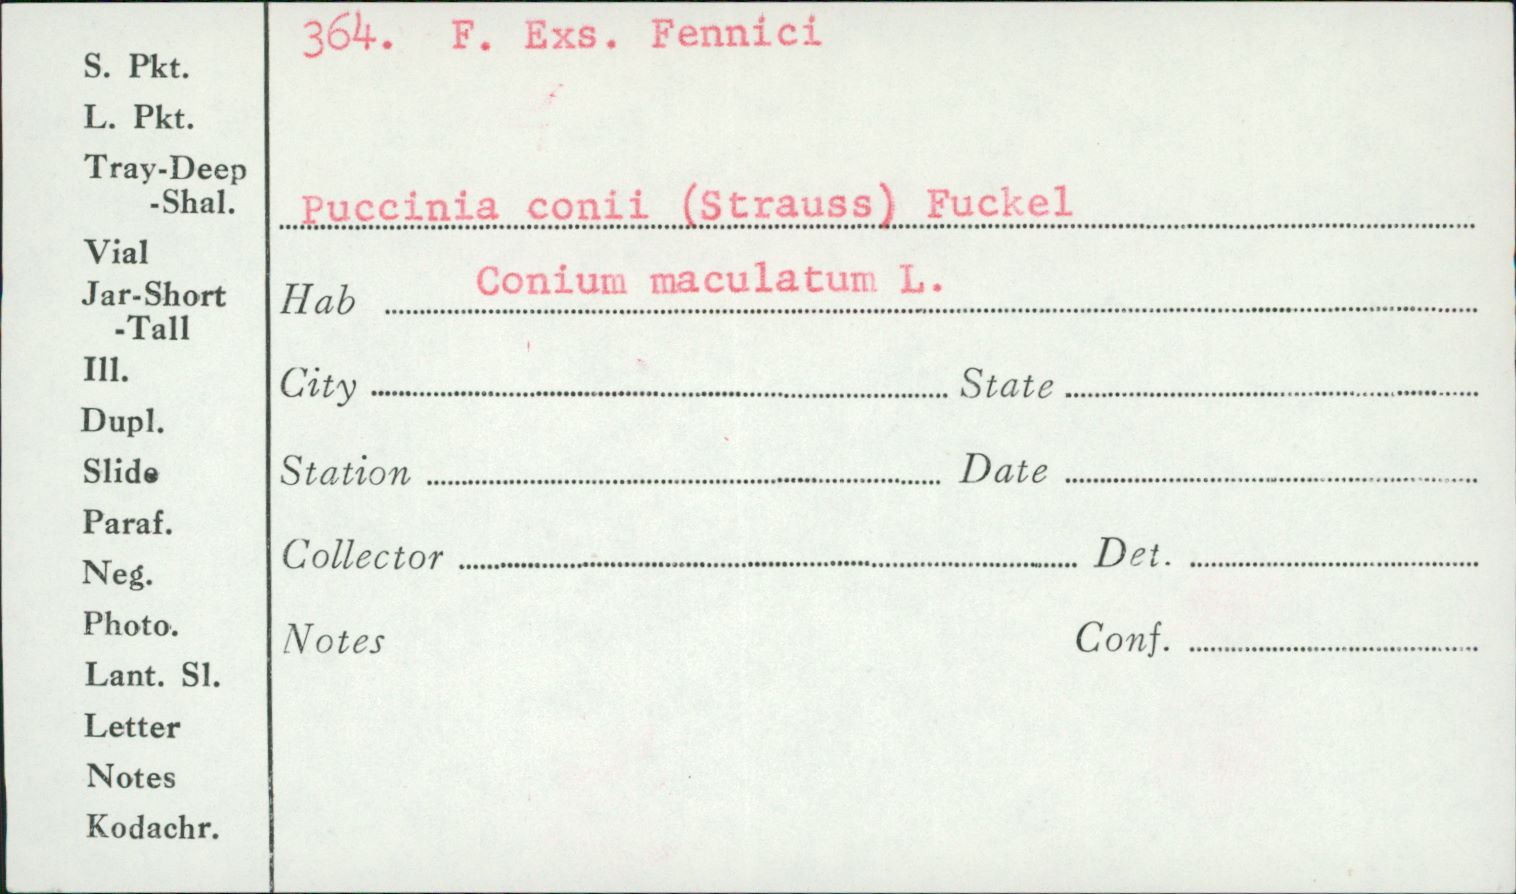 364. F. Exs. Fennici
Puccinia conii (Strauss) Fuckel
Hab Conium maculatum L.
City State
Station Date
Collector Det.
Notes Conf.
S. Pkt.
L. Pkt.
Tray-Deep
-Shal.
Vial
Jar-Short
-Tall
Ill.
Dupl.
Slide
Paraf.
Neg.
Photo.
Lant. Sl.
Letter
Notes
Kodachr.